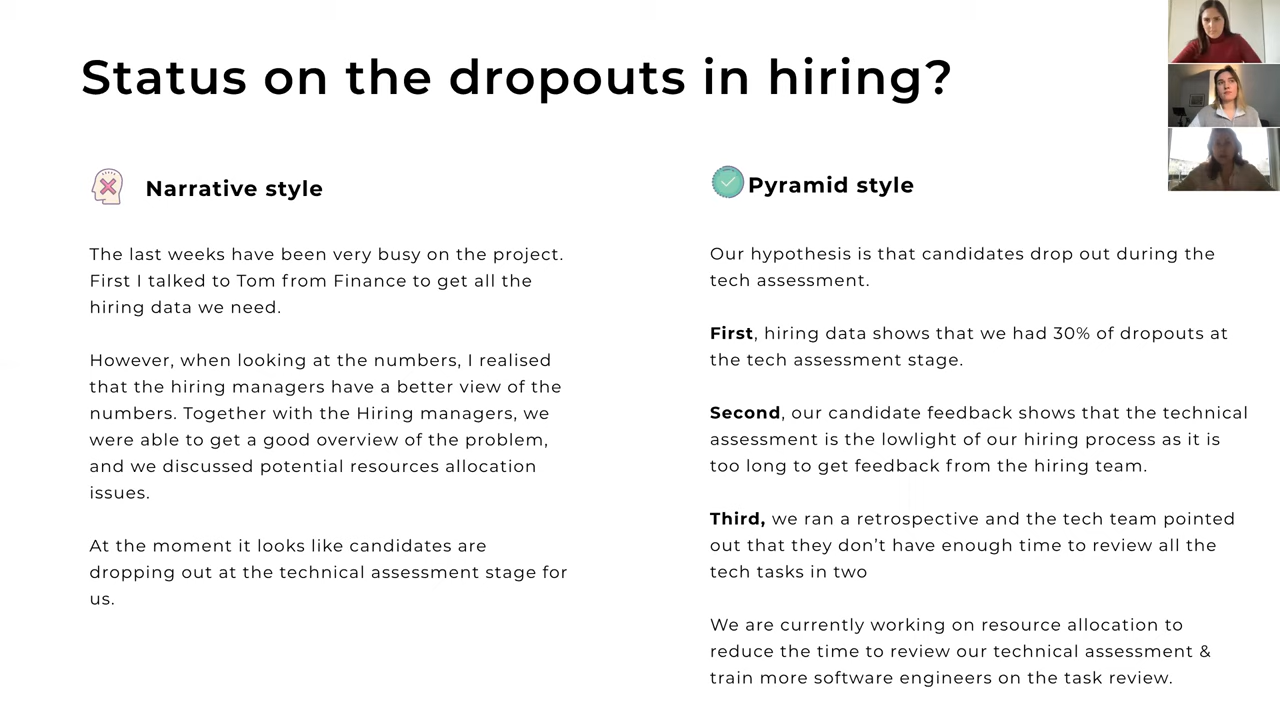 Status on the dropouts in hiring?
Narrative style
The last weeks have been very busy on the project.
First I talked to Tom from Finance to get all the
hiring data we need.
However, when looking at the numbers, I realised
that the hiring managers have a better view of the
numbers. Together with the Hiring managers, we
were able to get a good overview of the problem,
and we discussed potential resources allocation
issues.
At the moment it looks like candidates are
dropping out at the technical assessment stage for
us.
Pyramid style
Our hypothesis is that candidates drop out during the
tech assessment.
First, hiring data shows that we had 30% of dropouts at
the tech assessment stage.
Second, our candidate feedback shows that the technical
assessment is the lowlight of our hiring process as it is
too long to get feedback from the hiring team.
Third, we ran a retrospective and the tech team pointed
out that they don’t have enough time to review all the
tech tasks in two
We are currently working on resource allocation to
reduce the time to review our technical assessment &
train more software engineers on the task review.